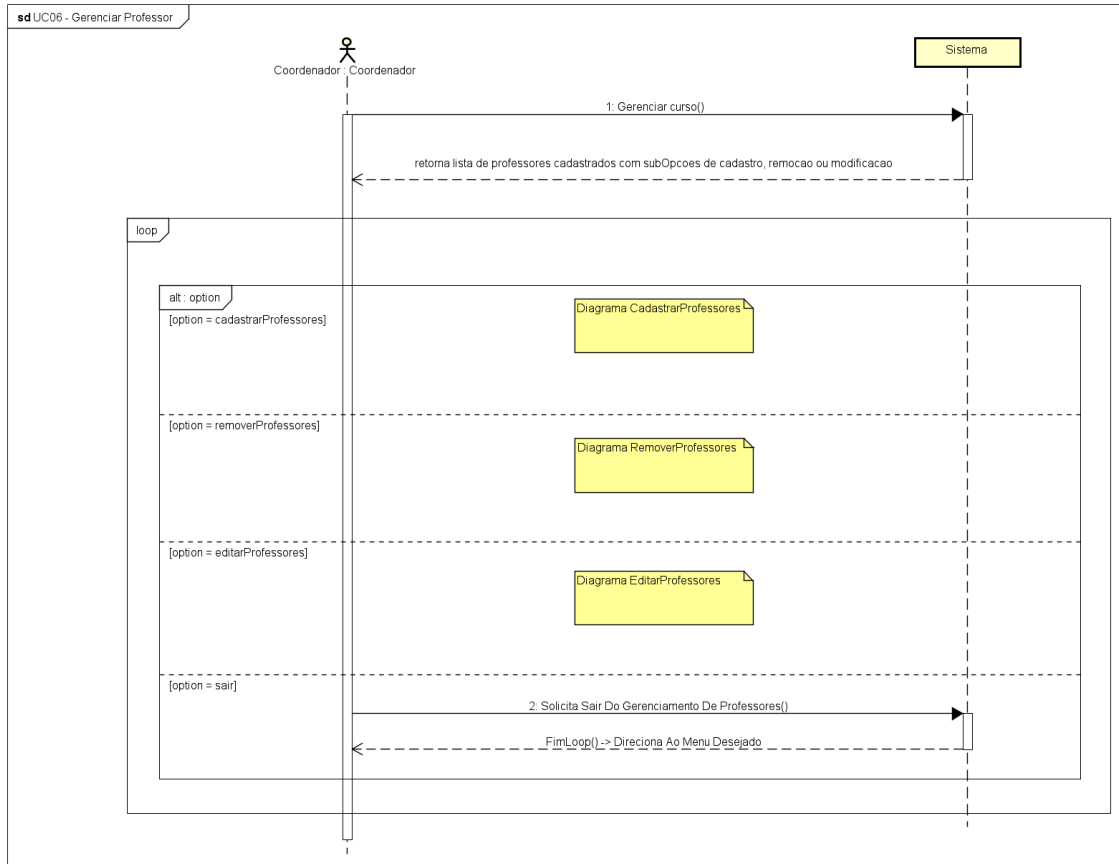 sd UC06 - Gerenciar Professor
Coordenador : Coordenador
Sistema
1: Gerenciar curso()
retorna lista de professores cadastrados com subOpcoes de cadastro, remocao ou modificacao
loop
alt : option
[option = cadastrarProfessores]
Diagrama CadastrarProfessores
[option = removerProfessores]
Diagrama RemoverProfessores
[option = editarProfessores]
Diagrama EditarProfessores
[option = sair]
2: Solicita Sair Do Gerenciamento De Professores()
FimLoop() -> Direciona Ao Menu Desejado